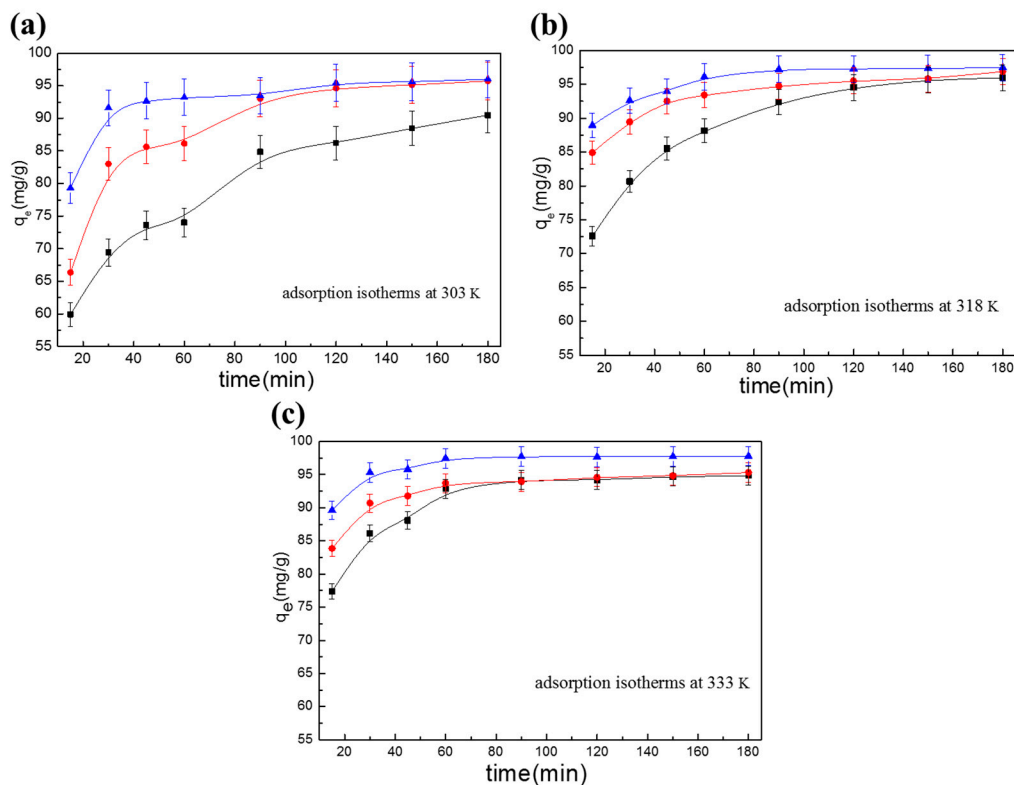 (a)
100
95
90
85
80
75
70
65
60
55
qe(mg/g)
adsorption isotherms at 303 K
20 40 60 80 100 120 140 160 180
time(min)
(b)
100
95
90
85
80
75
70
65
60
55
qe(mg/g)
adsorption isotherms at 318 K
20 40 60 80 100 120 140 160 180
time(min)
(c)
100
95
90
85
80
75
70
65
60
55
qe(mg/g)
adsorption isotherms at 333 K
20 40 60 80 100 120 140 160 180
time(min)